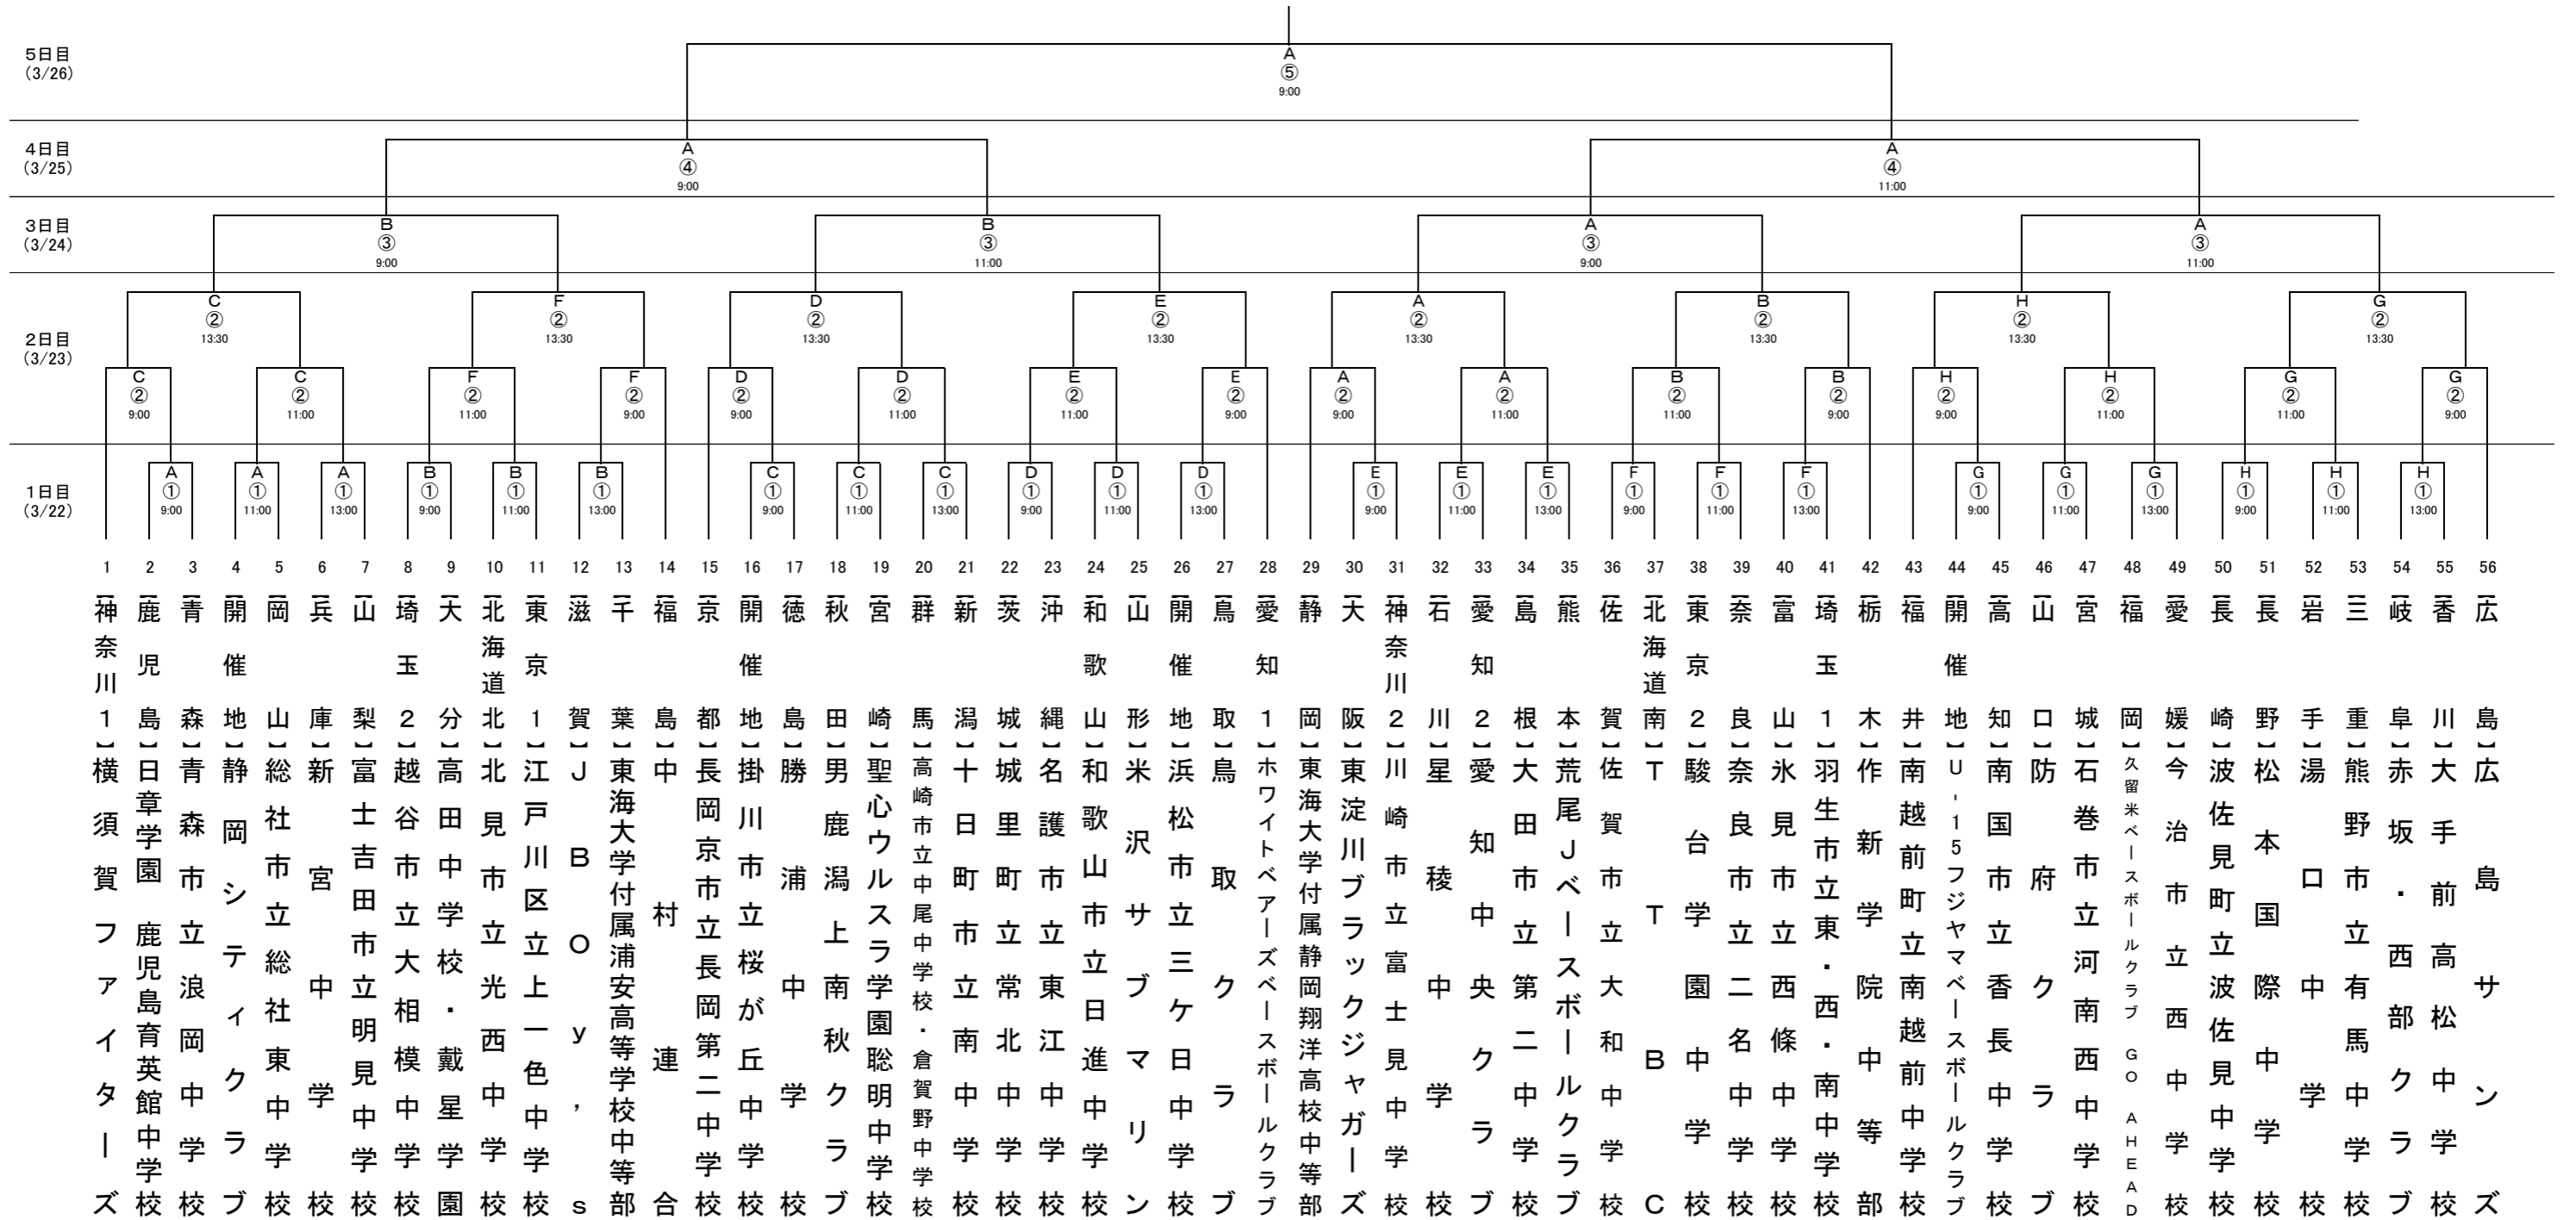 5日目
(3/26)
A
⑤
9:00
4日目
(3/25)
A
④
9:00
A
④
11:00
3日目
(3/24)
B
③
9:00
B
③
11:00
A
③
9:00
A
③
11:00
2日目
(3/23)
C
②
13:30
F
②
13:30
D
②
13:30
E
②
13:30
A
②
13:30
B
②
13:30
H
②
13:30
G
②
13:30
C
②
9:00
C
②
11:00
F
②
11:00
F
②
9:00
D
②
9:00
D
②
11:00
E
②
11:00
E
②
9:00
A
②
9:00
A
②
11:00
B
②
11:00
B
②
9:00
H
②
9:00
H
②
11:00
G
②
11:00
G
②
9:00
1日目
(3/22)
A
①
9:00
A
①
11:00
A
①
13:00
B
①
9:00
B
①
11:00
B
①
13:00
C
①
9:00
C
①
11:00
C
①
13:00
D
①
9:00
D
①
11:00
D
①
13:00
E
①
9:00
E
①
11:00
E
①
13:00
F
①
9:00
F
①
11:00
F
①
13:00
G
①
9:00
G
①
11:00
G
①
13:00
H
①
9:00
H
①
11:00
H
①
13:00
1【神奈川1】横須賀ファイターズ
2【鹿児島】日章学園 鹿児島育英館中学校
3【青森】青森市立浪岡中学校
4【開催地】静岡シティクラブ
5【岡山】総社市立総社東中学校
6【兵庫】新宮中学校
7【山梨】富士吉田市立明見中学校
8【埼玉2】越谷市立大相模中学校
9【大分】高田中学校・戴星学園
10【北海道北】北見市立光西中学校
11【東京1】江戸川区立上一色中学校
12【滋賀】JBOy's
13【千葉】東海大学付属浦安高等学校中等部
14【福島】中島村連合
15【京都】長岡京市立長岡第二中学校
16【開催地】掛川市立桜が丘中学校
17【徳島】勝浦中学校
18【秋田】男鹿潟上南秋クラブ
19【宮崎】聖心ウルスラ学園聡明中学校
20【群馬】高崎市立中尾中学校・倉賀野中学校
21【新潟】十日町市立南中学校
22【茨城】城里町立常北中学校
23【沖縄】名護市立東江中学校
24【和歌山】和歌山市立日進中学校
25【山形】米沢サブマリン
26【開催地】浜松市立三ケ日中学校
27【鳥取】鳥取クラブ
28【愛知1】ホワイトベアーズベースボールクラブ
29【静岡】東海大学付属静岡翔洋高校中等部
30【大阪】東淀川ブラックジャガーズ
31【神奈川2】川崎市立富士見中学校
32【石川】星稜中学校
33【愛知2】愛知中央クラブ
34【島根】大田市立第二中学校
35【熊本】荒尾Jベースボールクラブ
36【佐賀】佐賀市立大和中学校
37【北海道南】TTBC
38【東京2】駿台学園中学校
39【奈良】奈良市立二名中学校
40【富山】氷見市立西條中学校
41【埼玉1】羽生市立東・西・南中学校
42【栃木】作新学院中等部
43【福井】南越前町立南越前中学校
44【開催地】U-15フジヤマベースボールクラブ
45【高知】南国市立香長中学校
46【山口】防府クラブ
47【宮城】石巻市立河南西中学校
48【福岡】久留米ベースボールクラブ GO AHEAD
49【愛媛】今治市立西中学校
50【長崎】波佐見町立波佐見中学校
51【長野】松本国際中学校
52【岩手】湯口中学校
53【三重】熊野市立有馬中学校
54【岐阜】赤坂・西部クラブ
55【香川】大手前高松中学校
56【広島】広島サンズ